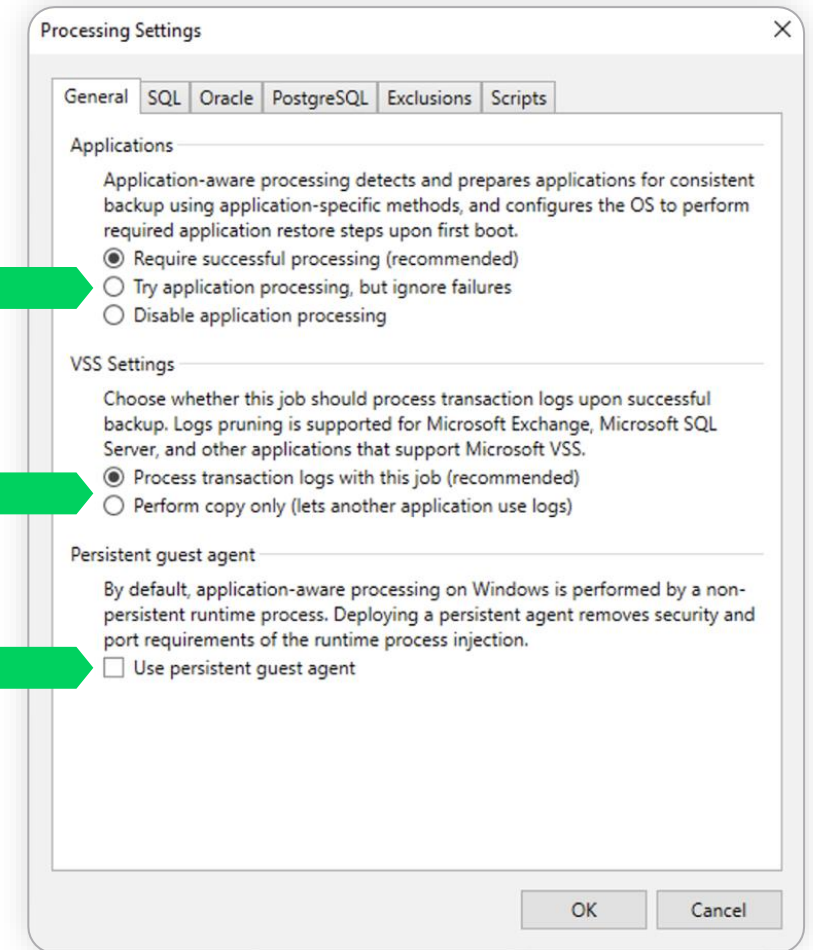 Processing Settings
General SQL Oracle PostgreSQL Exclusions Scripts
Applications
Application-aware processing detects and prepares applications for consistent
backup using application-specific methods, and configures the OS to perform
required application restore steps upon first boot.
Require successful processing (recommended)
Try application processing, but ignore failures
Disable application processing
VSS Settings
Choose whether this job should process transaction logs upon successful
backup. Logs pruning is supported for Microsoft Exchange, Microsoft SQL
Server, and other applications that support Microsoft VSS.
Process transaction logs with this job (recommended)
Perform copy only (lets another application use logs)
Persistent guest agent
By default, application-aware processing on Windows is performed by a non-
persistent runtime process. Deploying a persistent agent removes security and
port requirements of the runtime process injection.
Use persistent guest agent
OK Cancel